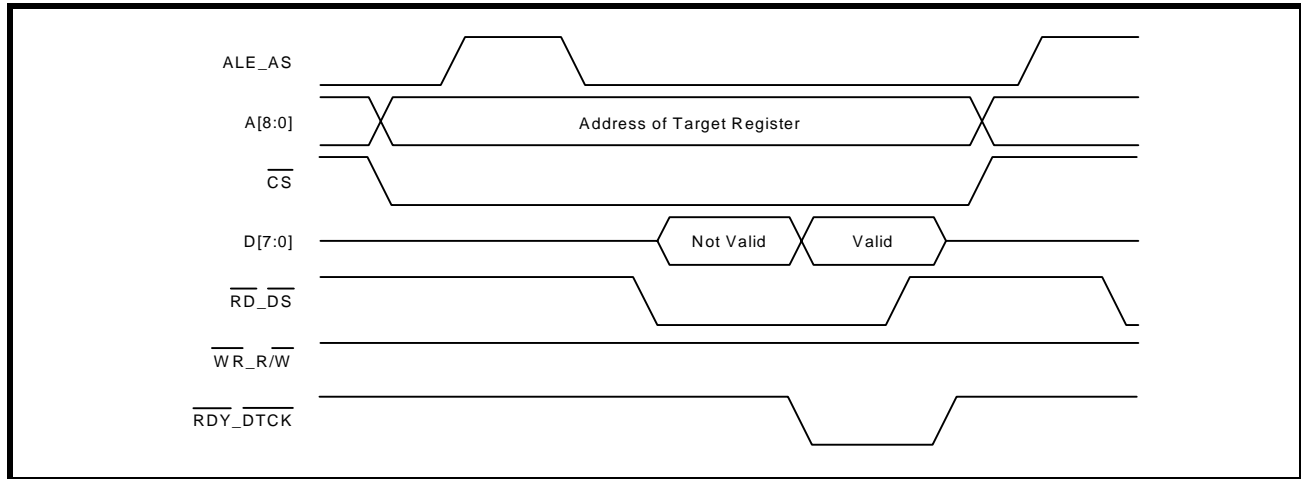 ALE_AS
A[8:0] Address of Target Register
CS
D[7:0] Not Valid Valid
RD_DS
WR_R/W
RDY_DTCK